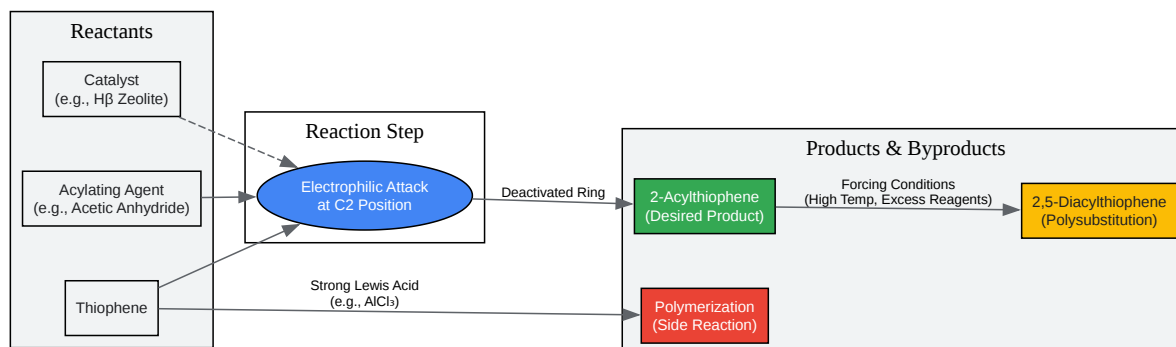 Reactants
Catalyst
(e.g., Hβ Zeolite)
Acylating Agent
(e.g., Acetic Anhydride)
Thiophene
Reaction Step
Electrophilic Attack
at C2 Position
Deactivated Ring
Strong Lewis Acid
(e.g., AlCl₃)
Products & Byproducts
2-Acylthiophene
(Desired Product)
Forcing Conditions
(High Temp, Excess Reagents)
2,5-Diacylthiophene
(Polysubstitution)
Polymerization
(Side Reaction)